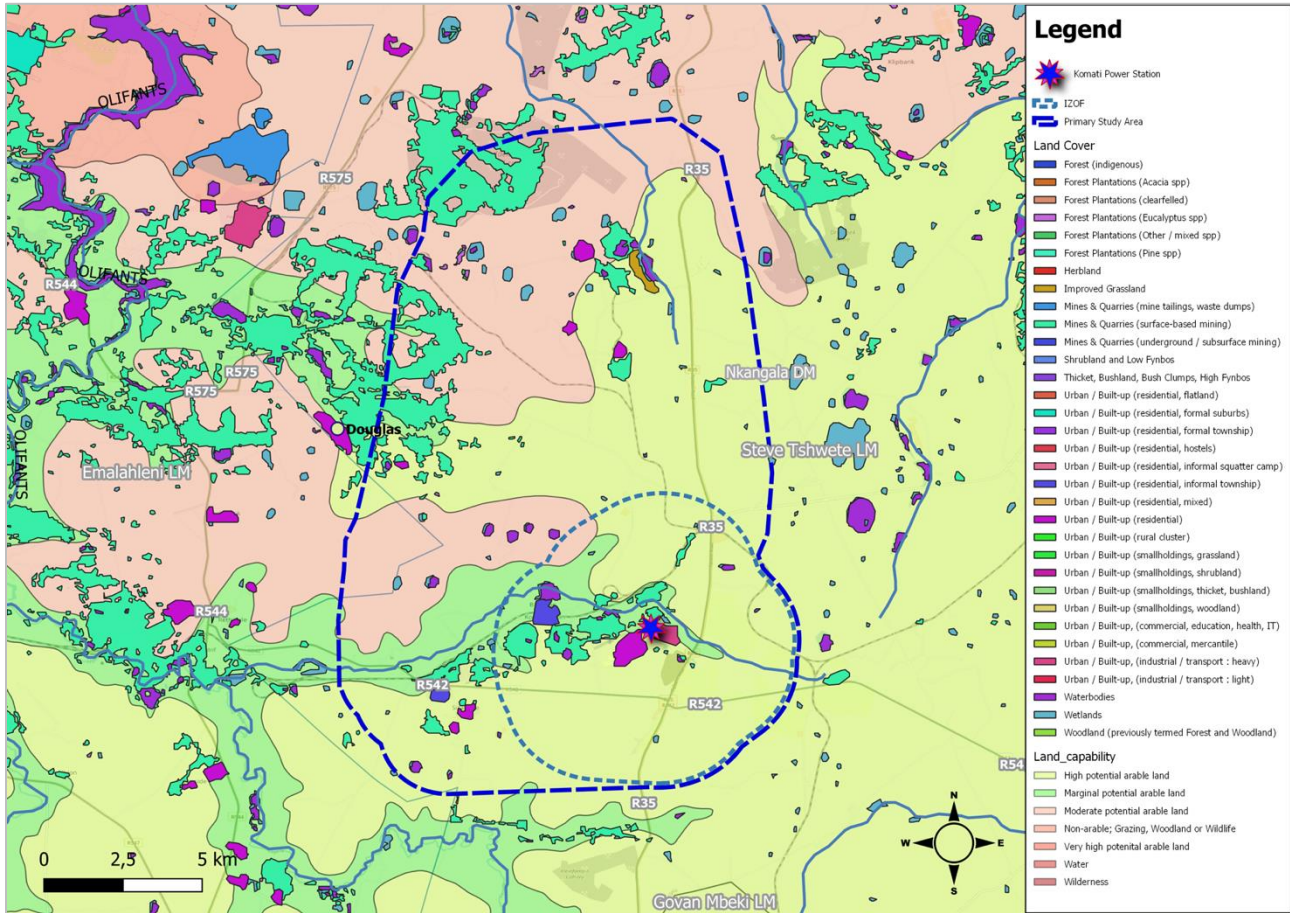 Legend
Komati Power Station
IZOF
Primary Study Area
Land Cover
Forest (indigenous)
Forest Plantations (Acacia spp)
Forest Plantations (clearfelled)
Forest Plantations (Eucalyptus spp)
Forest Plantations (Other / mixed spp)
Forest Plantations (Pine spp)
Herbland
Improved Grassland
Mines & Quarries (mine tailings, waste dumps)
Mines & Quarries (surface-based mining)
Mines & Quarries (underground / subsurface mining)
Shrubland and Low Fynbos
Thicket, Bushland, Bush Clumps, High Fynbos
Urban / Built-up (residential, flatland)
Urban / Built-up (residential, formal suburbs)
Urban / Built-up (residential, formal township)
Urban / Built-up (residential, hostels)
Urban / Built-up (residential, informal squatter camp)
Urban / Built-up (residential, informal township)
Urban / Built-up (residential, mixed)
Urban / Built-up (residential)
Urban / Built-up (rural cluster)
Urban / Built-up (smallholdings, grassland)
Urban / Built-up (smallholdings, shrubland)
Urban / Built-up (smallholdings, thicket, bushland)
Urban / Built-up (smallholdings, woodland)
Urban / Built-up, (commercial, education, health, IT)
Urban / Built-up, (commercial, mercantile)
Urban / Built-up, (industrial / transport : heavy)
Urban / Built-up, (industrial / transport : light)
Waterbodies
Wetlands
Woodland (previously termed Forest and Woodland)
Land_capability
High potential arable land
Marginal potential arable land
Moderate potential arable land
Non-arable; Grazing, Woodland or Wildlife
Very high potenital arable land
Water
Wilderness
OLIFANTS
R575
R35
OLIFANTS
R544
R575
R575
Nkangala DM
Douglas
Steve Tshwete LM
Emalahleni LM
OLIFANTS
R35
R544
R542
R542
R54
R35
Govan Mbeki LM
0 2,5 5 km
N
W E
S